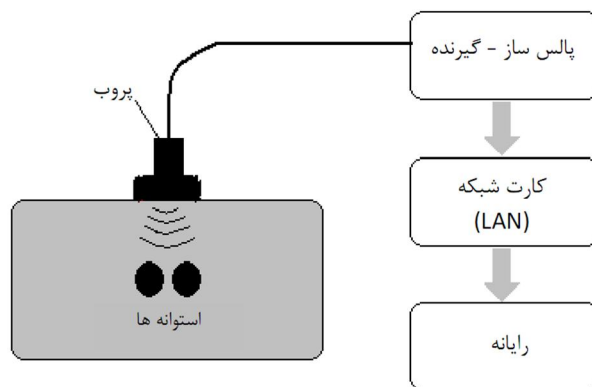 پالس ساز - گیرنده
پروب
کارت شبکه
(LAN)
استوانه ها
رایانه